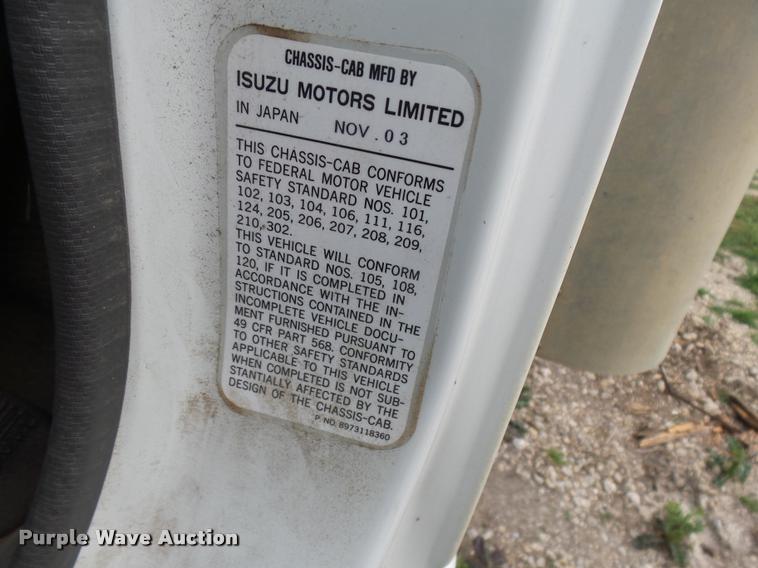 CHASSIS-CAB MFD BY
ISUZU MOTORS LIMITED
IN JAPAN NOV.03
THIS CHASSIS-CAB CONFORMS
TO FEDERAL MOTOR VEHICLE
SAFETY STANDARD NOS. 101,
102, 103, 104, 106, 111, 116,
124, 205, 206, 207, 208, 209,
210, 302.
THIS VEHICLE WILL CONFORM
TO STANDARD NOS. 105, 108,
120, IF IT IS COMPLETED IN
ACCORDANCE WITH THE IN-
STRUCTIONS CONTAINED IN THE
INCOMPLETE VEHICLE DOCU-
MENT FURNISHED PURSUANT TO
49 CFR PART 568. CONFORMITY
TO OTHER SAFETY STANDARDS
APPLICABLE TO THIS VEHICLE
WHEN COMPLETED IS NOT SUB-
STANTIALLY AFFECTED BY THE
DESIGN OF THE CHASSIS-CAB.
P. NO. 8973118360
Purple Wave Auction